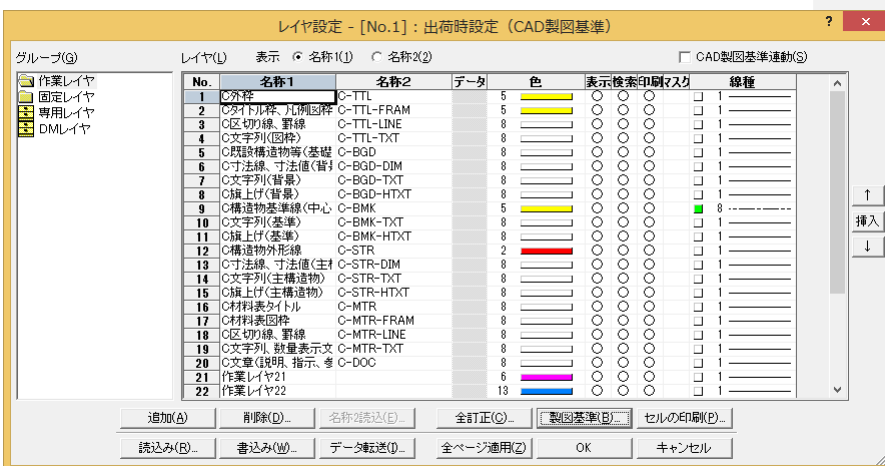 レイヤ設定 - [No.1] : 出荷時設定（CAD製図基準）
? ×
グループ(G) レイヤ(L) 表示 名称1(1) 名称2(2) CAD製図基準連動(S)
作業レイヤ
固定レイヤ
専用レイヤ
DMレイヤ
No. 名称1 名称2 データ 色 表示 検索 印刷 マスク 線種
1 C外枠 C-TTL 5 1
2 Cタイトル枠、凡例図枠 C-TTL-FRAM 5 1
3 C区切り線、罫線 C-TTL-LINE 8 1
4 C文字列(図枠) C-TTL-TXT 8 1
5 C既設構造物等(基礎 C-BGD 8 1
6 C寸法線、寸法値(背 C-BGD-DIM 8 1
7 C文字列(背景) C-BGD-TXT 8 1
8 C旗上げ(背景) C-BGD-HTXT 8 1
9 C構造物基準線(中心 C-BMK 5 8
10 C文字列(基準) C-BMK-TXT 8 1
11 C旗上げ(基準) C-BMK-HTXT 8 1
12 C構造物外形線 C-STR 2 1
13 C寸法線、寸法値(主 C-STR-DIM 8 1
14 C文字列(主構造物) C-STR-TXT 8 1
15 C旗上げ(主構造物) C-STR-HTXT 8 1
16 C材料表タイトル C-MTR 8 1
17 C材料表図枠 C-MTR-FRAM 8 1
18 C区切り線、罫線 C-MTR-LINE 8 1
19 C文字列、数量表示文 C-MTR-TXT 8 1
20 C文章(説明、指示、参 C-DOC 8 1
21 作業レイヤ21 6 1
22 作業レイヤ22 13 1
↑
挿入
↓
追加(A) 削除(D)... 名称2読込(E)... 全訂正(C)... 製図基準(B)... セルの印刷(P)...
読込み(R)... 書込み(W)... データ転送(I)... 全ページ適用(Z) OK キャンセル